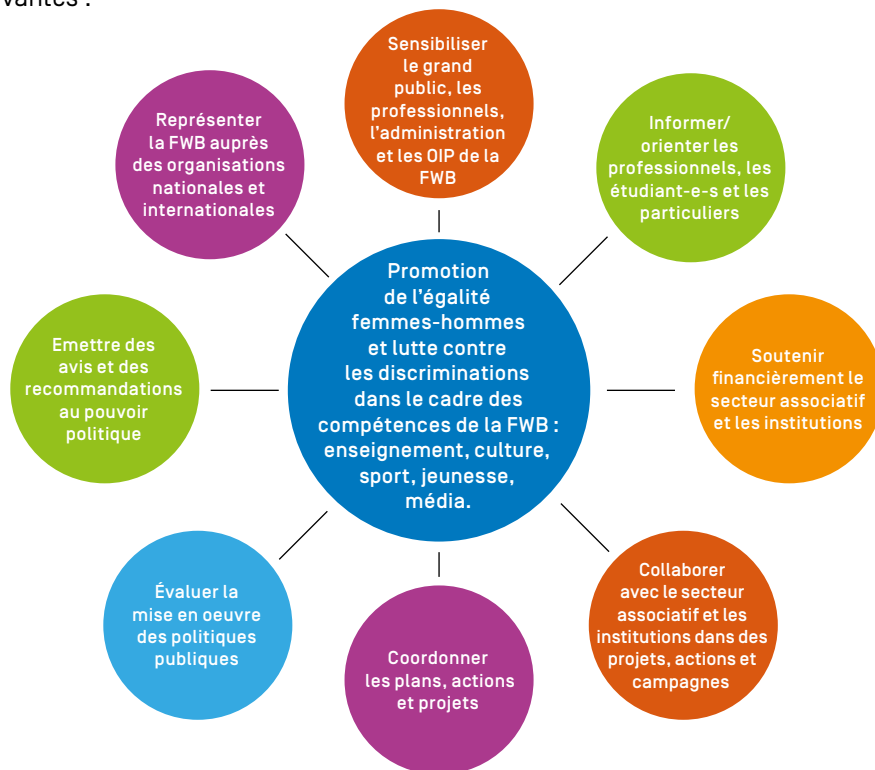 vantes :
Sensibiliser
le grand
public, les
professionnels,
l'administration
et les OIP de la
FWB
Informer/
orienter les
professionnels, les
étudiant-e-s et les
particuliers
Soutenir
financièrement le
secteur associatif
et les institutions
Collaborer
avec le secteur
associatif et les
institutions dans des
projets, actions et
campagnes
Coordonner
les plans, actions
et projets
Évaluer la
mise en oeuvre
des politiques
publiques
Emettre des
avis et des
recommandations
au pouvoir
politique
Représenter
la FWB auprès
des organisations
nationales et
internationales
Promotion
de l'égalité
femmes-hommes
et lutte contre
les discriminations
dans le cadre des
compétences de la FWB :
enseignement, culture,
sport, jeunesse,
média.